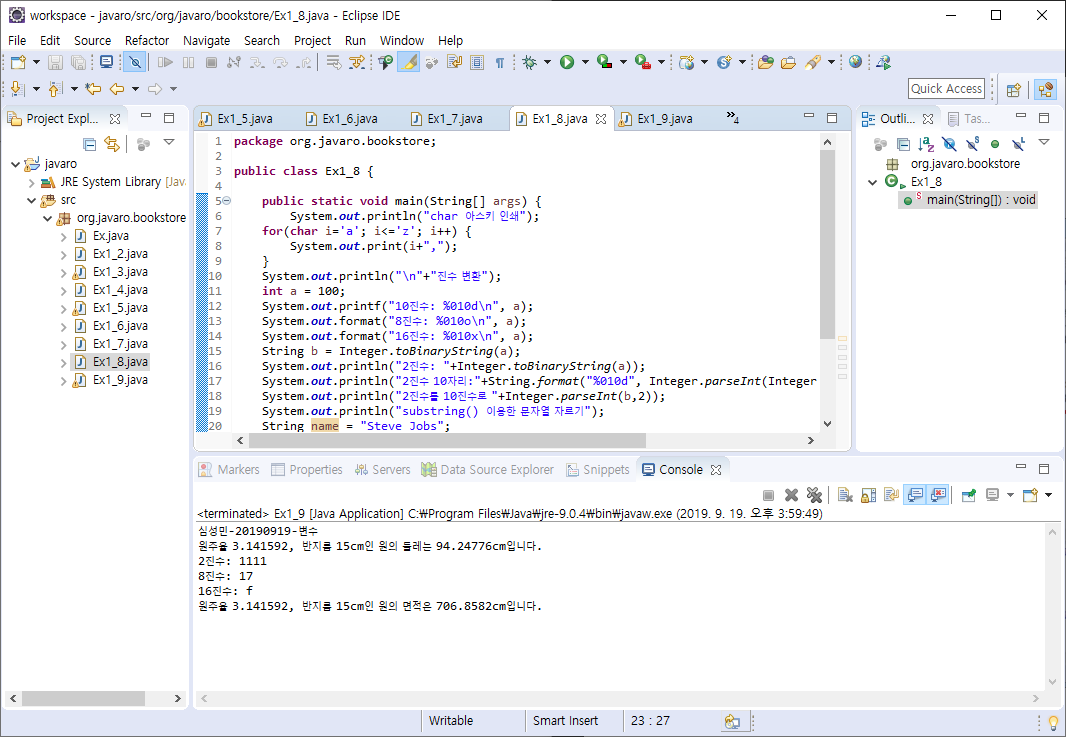 workspace - javaro/src/org/javaro/bookstore/Ex1_8.java - Eclipse IDE
File Edit Source Refactor Navigate Search Project Run Window Help
Quick Access
Project Expl...
javaro
JRE System Library [Jav
src
org.javaro.bookstore
Ex.java
Ex1_2.java
Ex1_3.java
Ex1_4.java
Ex1_5.java
Ex1_6.java
Ex1_7.java
Ex1_8.java
Ex1_9.java
Ex1_5.java Ex1_6.java Ex1_7.java Ex1_8.java Ex1_9.java »4
1 package org.javaro.bookstore;
2
3 public class Ex1_8 {
4
5 public static void main(String[] args) {
6 System.out.println("char 아스키 인쇄");
7 for(char i='a'; i<='z'; i++) {
8 System.out.print(i+",");
9 }
10 System.out.println("\n"+"진수 변환");
11 int a = 100;
12 System.out.printf("10진수: %010d\n", a);
13 System.out.format("8진수: %010o\n", a);
14 System.out.format("16진수: %010x\n", a);
15 String b = Integer.toBinaryString(a);
16 System.out.println("2진수: "+Integer.toBinaryString(a));
17 System.out.println("2진수 10자리:"+String.format("%010d", Integer.parseInt(Integer
18 System.out.println("2진수를 10진수로 "+Integer.parseInt(b,2));
19 System.out.println("substring() 이용한 문자열 자르기");
20 String name = "Steve Jobs";
Outli... Tas...
org.javaro.bookstore
Ex1_8
main(String[]) : void
Markers Properties Servers Data Source Explorer Snippets Console
<terminated> Ex1_9 [Java Application] C:₩Program Files₩Java₩jre-9.0.4₩bin₩javaw.exe (2019. 9. 19. 오후 3:59:49)
심성민-20190919-변수
원주율 3.141592, 반지름 15cm인 원의 둘레는 94.24776cm입니다.
2진수: 1111
8진수: 17
16진수: f
원주율 3.141592, 반지름 15cm인 원의 면적은 706.8582cm입니다.
Writable Smart Insert 23 : 27